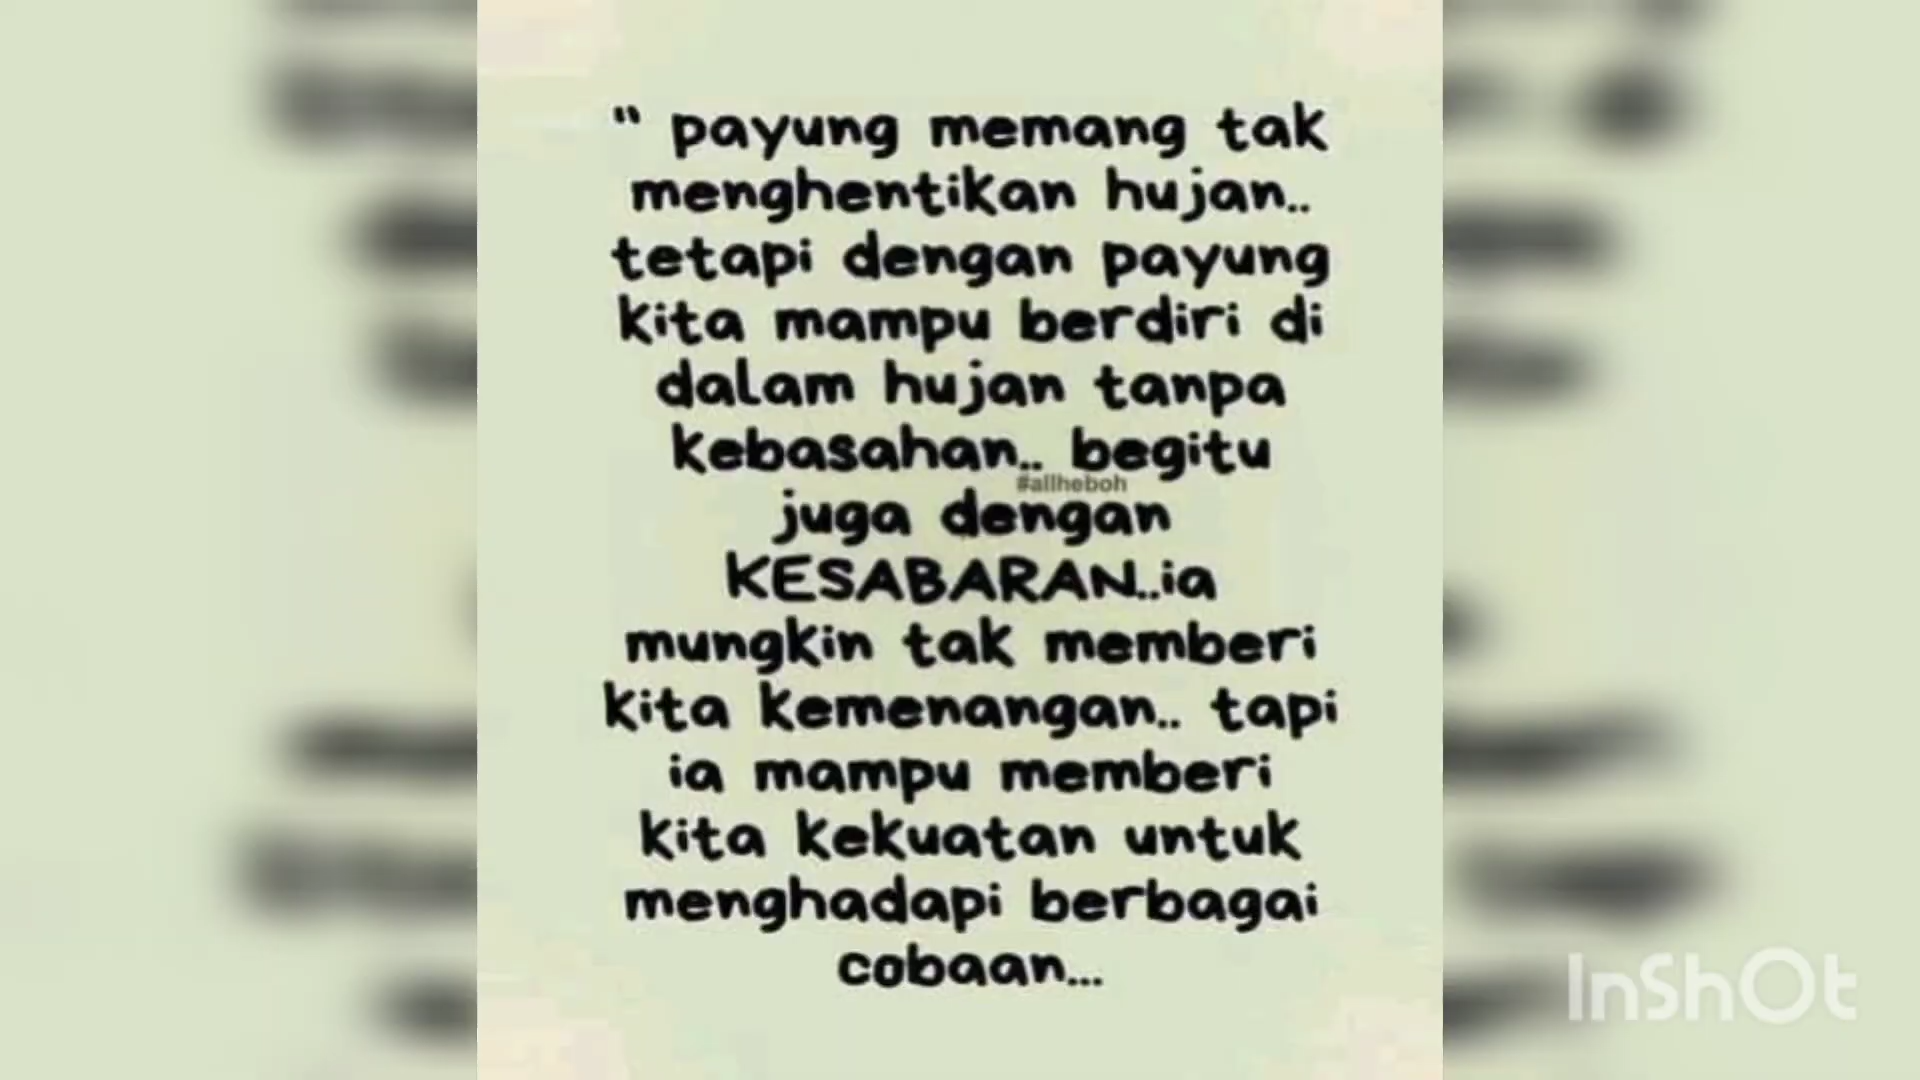 " payung memang tak
menghentikan hujan..
tetapi dengan payung
kita mampu berdiri di
dalam hujan tanpa
kebasahan.. begitu
#allheboh
juga dengan
KESABARAN..ia
mungkin tak memberi
kita kemenangan.. tapi
ia mampu memberi
kita kekuatan untuk
menghadapi berbagai
cobaan...
InShOt